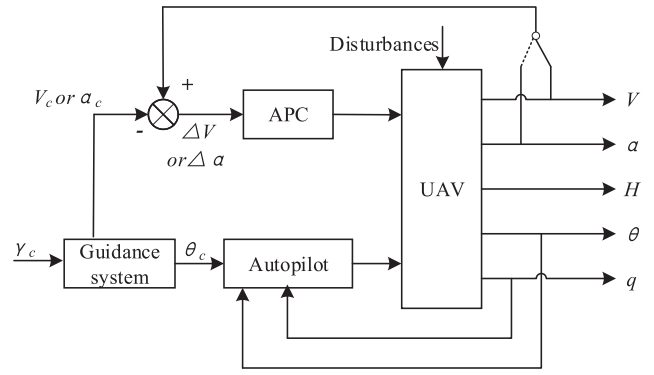 Disturbances
+
V_c or α_c
-
△V
or △α
APC
UAV
V
α
H
θ
q
γ_c
Guidance
system
θ_c
Autopilot